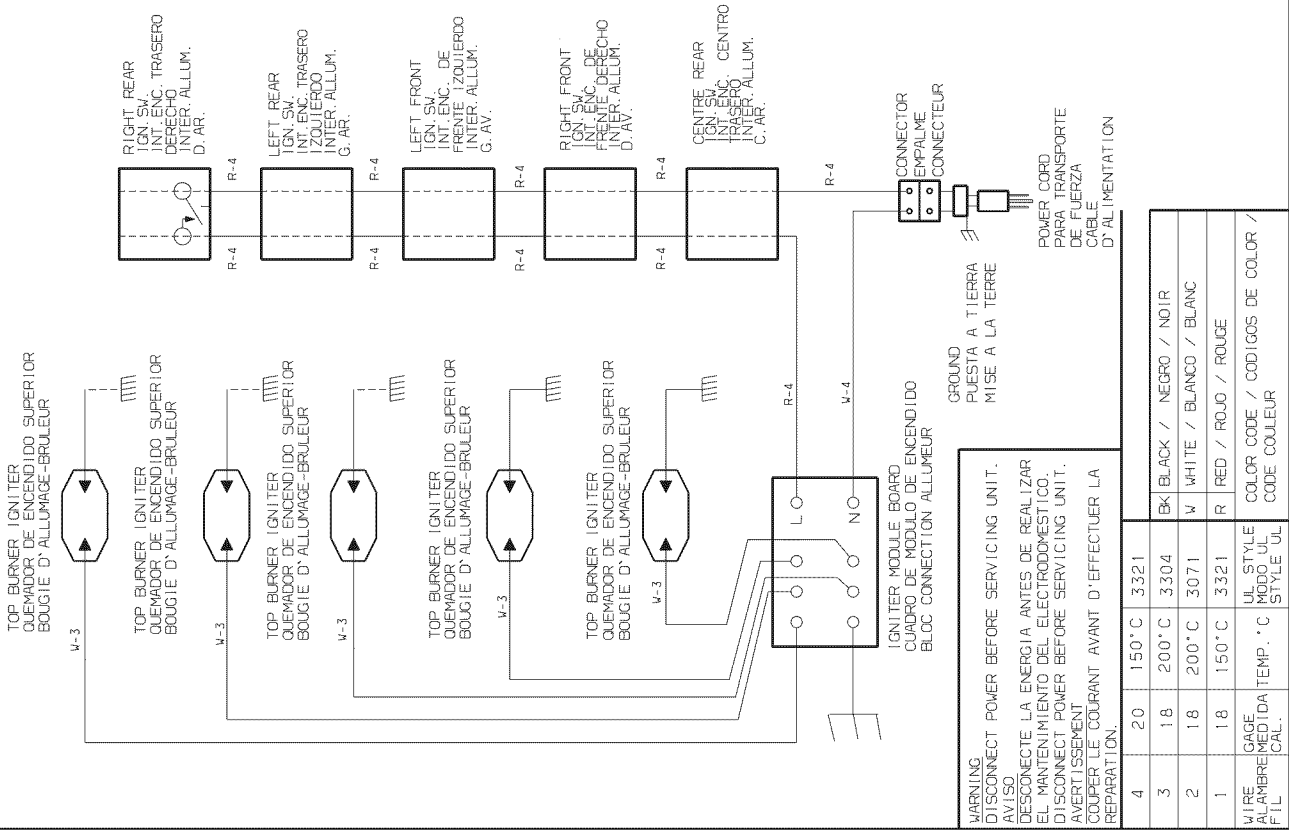 TOP BURNER IGNITER
QUEMADOR DE ENCENDIDO SUPERIOR
BOUGIE D'ALLUMAGE-BRULEUR
W-3
TOP BURNER IGNITER
QUEMADOR DE ENCENDIDO SUPERIOR
BOUGIE D'ALLUMAGE-BRULEUR
W-3
TOP BURNER IGNITER
QUEMADOR DE ENCENDIDO SUPERIOR
BOUGIE D'ALLUMAGE-BRULEUR
W-3
TOP BURNER IGNITER
QUEMADOR DE ENCENDIDO SUPERIOR
BOUGIE D'ALLUMAGE-BRULEUR
W-3
TOP BURNER IGNITER
QUEMADOR DE ENCENDIDO SUPERIOR
BOUGIE D'ALLUMAGE-BRULEUR
W-3
RIGHT REAR
IGN. SW.
INT. ENC. TRASERO
DERECHO
INTER. ALLUM.
D. AR.
R-4
R-4
LEFT REAR
IGN. SW.
INT. ENC. TRASERO
IZQUIERDO
INTER. ALLUM.
G. AR.
R-4
R-4
LEFT FRONT
IGN. SW.
INT. ENC. DE
FRENTE IZQUIERDO
INTER. ALLUM.
G. AV.
R-4
R-4
RIGHT FRONT
IGN. SW.
INT. ENC. DE
FRENTE DERECHO
INTER. ALLUM.
D. AV.
R-4
R-4
CENTRE REAR
IGN. SW.
INT. ENC. CENTRO
TRASERO
INTER. ALLUM.
C. AR.
R-4
R-4
W-4
L
N
IGNITER MODULE BOARD
CUADRO DE MODULO DE ENCENDIDO
BLOC CONNECTION ALLUMEUR
CONNECTOR
EMPALME
CONNECTEUR
GROUND
PUESTA A TIERRA
MISE A LA TERRE
POWER CORD
PARA TRANSPORTE
DE FUERZA
CABLE
D'ALIMENTATION
WARNING
DISCONNECT POWER BEFORE SERVICING UNIT.
AVISO
DESCONECTE LA ENERGIA ANTES DE REALIZAR
EL MANTENIMIENTO DEL ELECTRODOMESTICO.
DISCONNECT POWER BEFORE SERVICING UNIT.
AVERTISSEMENT
COUPER LE COURANT AVANT D'EFFECTUER LA
REPARATION.
4 20 150°C 3321
3 18 200°C 3304 BK BLACK / NEGRO / NOIR
2 18 200°C 3071 W WHITE / BLANCO / BLANC
1 18 150°C 3321 R RED / ROJO / ROUGE
WIRE GAGE UL STYLE COLOR CODE / CODIGOS DE COLOR /
ALAMBRE MEDIDA TEMP. °C MODO UL CODE COULEUR
FIL CAL. STYLE UL